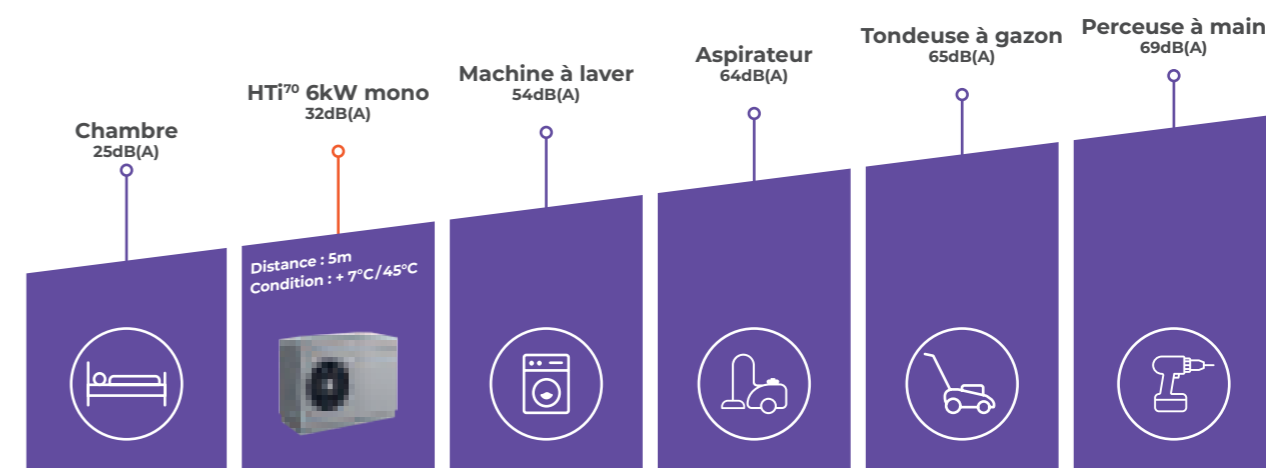 Chambre
25dB(A)
HTi⁷⁰ 6kW mono
32dB(A)
Distance : 5m
Condition : + 7°C/45°C
Machine à laver
54dB(A)
Aspirateur
64dB(A)
Tondeuse à gazon
65dB(A)
Perceuse à main
69dB(A)